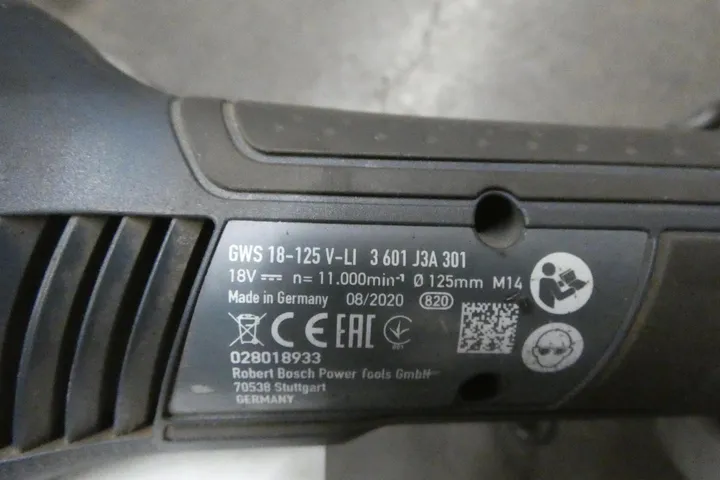 GWS 18-125 V-LI 3 601 J3A 301
18V n= 11.000min⁻¹ Ø 125mm M14
Made in Germany 08/2020 820
CE EAC
028018933
Robert Bosch Power Tools GmbH
70538 Stuttgart
GERMANY